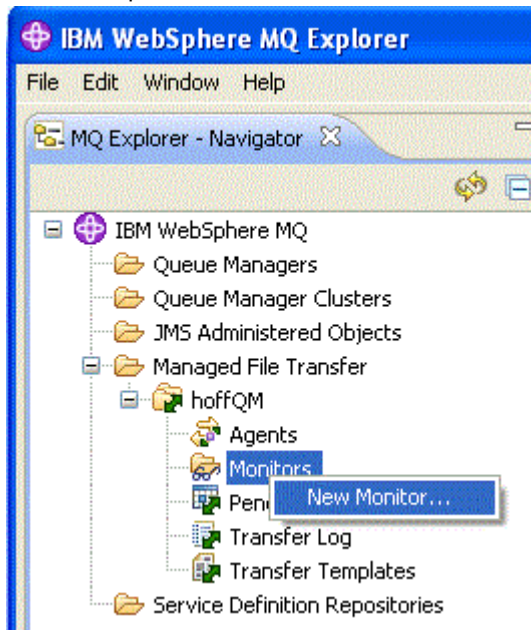 IBM WebSphere MQ Explorer
File Edit Window Help
MQ Explorer - Navigator
IBM WebSphere MQ
Queue Managers
Queue Manager Clusters
JMS Administered Objects
Managed File Transfer
hoffQM
Agents
Monitors
New Monitor...
Transfer Log
Transfer Templates
Service Definition Repositories